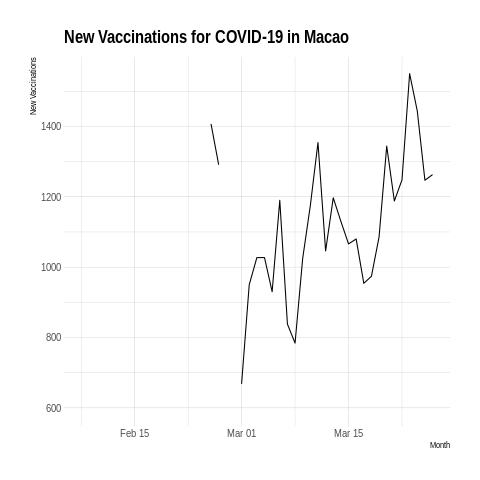 New Vaccinations for COVID-19 in Macao
New Vaccinations
1400
1200
1000
800
600
Feb 15
Mar 01
Mar 15
Month